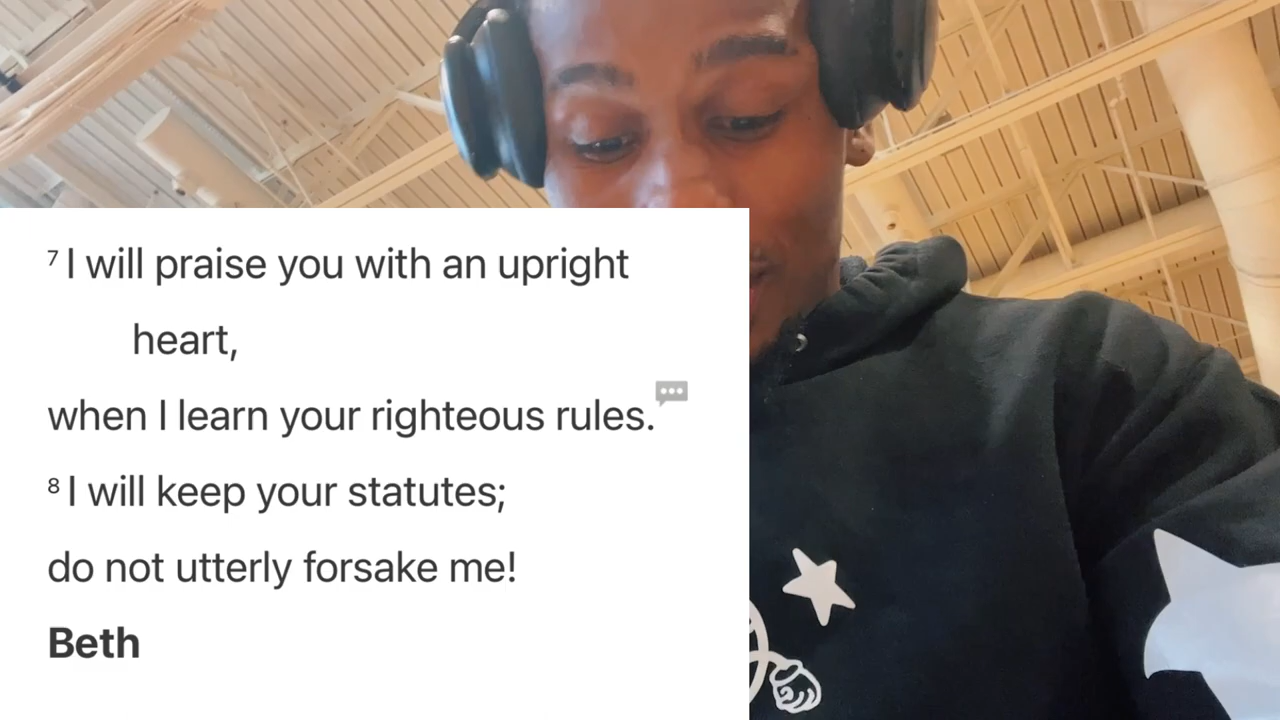 7 I will praise you with an upright
heart,
when I learn your righteous rules.
8 I will keep your statutes;
do not utterly forsake me!
Beth